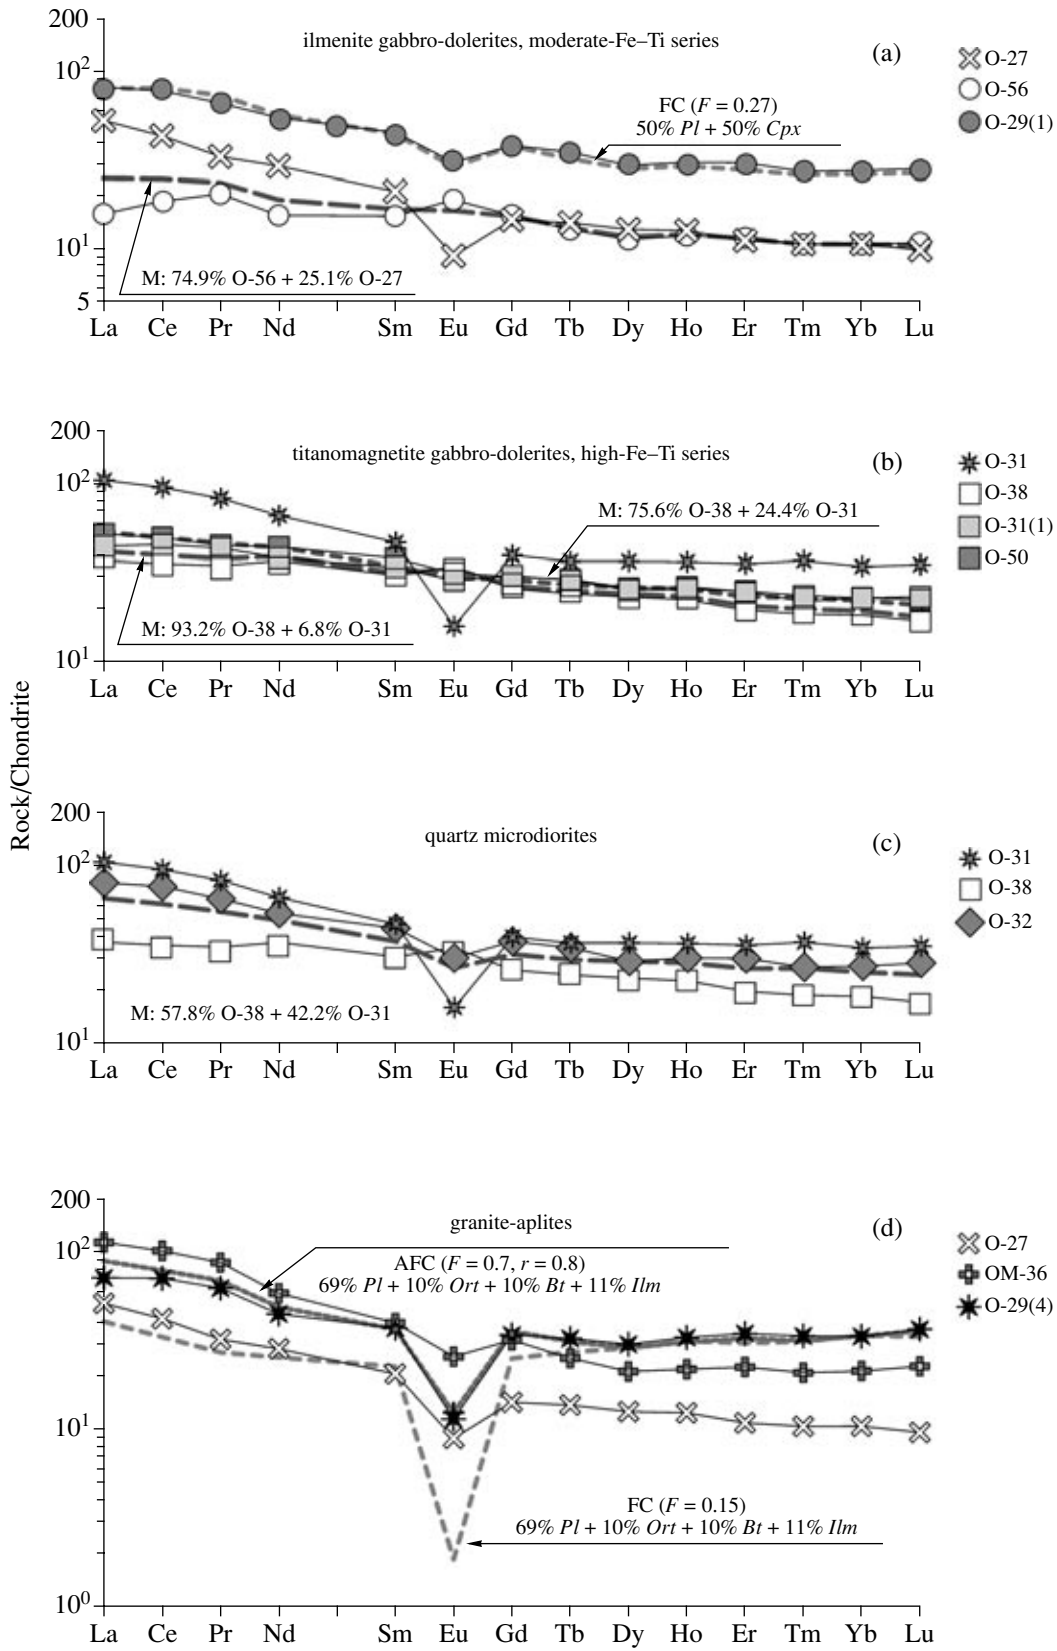 Rock/Chondrite
200
10²
10¹
5
ilmenite gabbro-dolerites, moderate-Fe–Ti series
(a)
FC (F = 0.27)
50% Pl + 50% Cpx
M: 74.9% O-56 + 25.1% O-27
O-27
O-56
O-29(1)
La Ce Pr Nd Sm Eu Gd Tb Dy Ho Er Tm Yb Lu
200
10²
10¹
titanomagnetite gabbro-dolerites, high-Fe–Ti series
(b)
M: 75.6% O-38 + 24.4% O-31
M: 93.2% O-38 + 6.8% O-31
O-31
O-38
O-31(1)
O-50
La Ce Pr Nd Sm Eu Gd Tb Dy Ho Er Tm Yb Lu
200
10²
10¹
quartz microdiorites
(c)
M: 57.8% O-38 + 42.2% O-31
O-31
O-38
O-32
La Ce Pr Nd Sm Eu Gd Tb Dy Ho Er Tm Yb Lu
200
10²
10¹
10⁰
granite-aplites
(d)
AFC (F = 0.7, r = 0.8)
69% Pl + 10% Ort + 10% Bt + 11% Ilm
FC (F = 0.15)
69% Pl + 10% Ort + 10% Bt + 11% Ilm
O-27
OM-36
O-29(4)
La Ce Pr Nd Sm Eu Gd Tb Dy Ho Er Tm Yb Lu